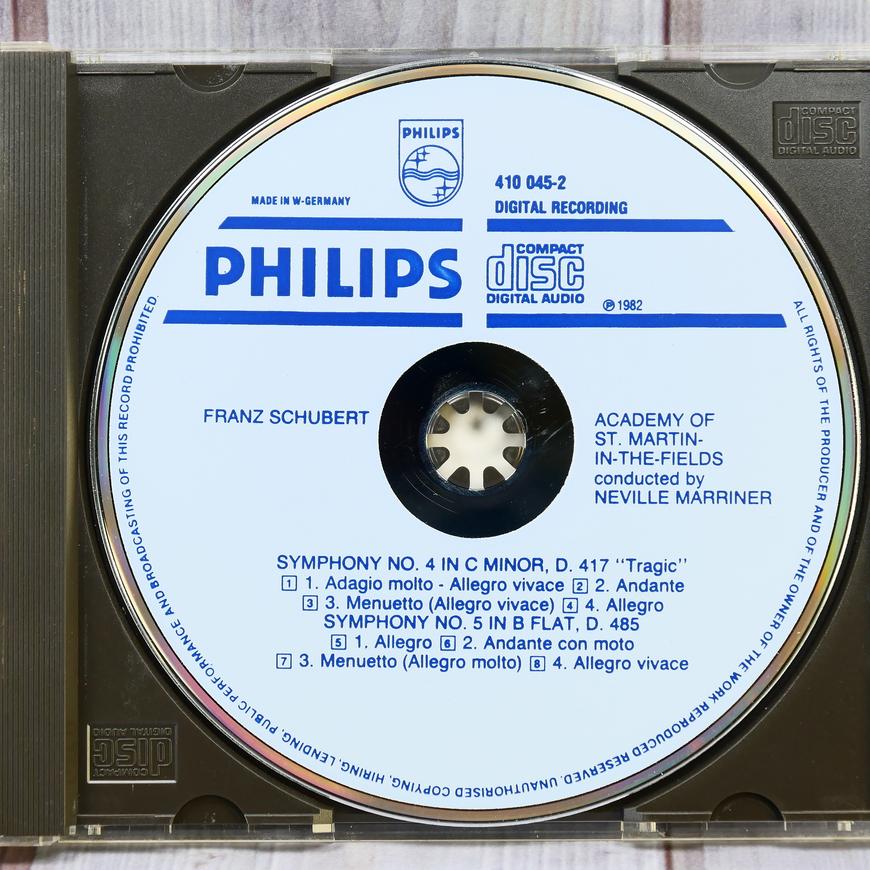 PHILIPS
410 045-2
MADE IN W-GERMANY
DIGITAL RECORDING
PHILIPS
COMPACT
disc
DIGITAL AUDIO
℗ 1982
FRANZ SCHUBERT
ACADEMY OF
ST. MARTIN-
IN-THE-FIELDS
conducted by
NEVILLE MARRINER
SYMPHONY NO. 4 IN C MINOR, D. 417 "Tragic"
1 1. Adagio molto - Allegro vivace 2 2. Andante
3 3. Menuetto (Allegro vivace) 4 4. Allegro
SYMPHONY NO. 5 IN B FLAT, D. 485
5 1. Allegro 6 2. Andante con moto
7 3. Menuetto (Allegro molto) 8 4. Allegro vivace
ALL RIGHTS OF THE PRODUCER AND OF THE OWNER OF THE WORK REPRODUCED RESERVED. UNAUTHORISED COPYING, HIRING, LENDING, PUBLIC PERFORMANCE AND BROADCASTING OF THIS RECORD PROHIBITED.
COMPACT
disc
DIGITAL AUDIO
COMPACT
disc
DIGITAL AUDIO